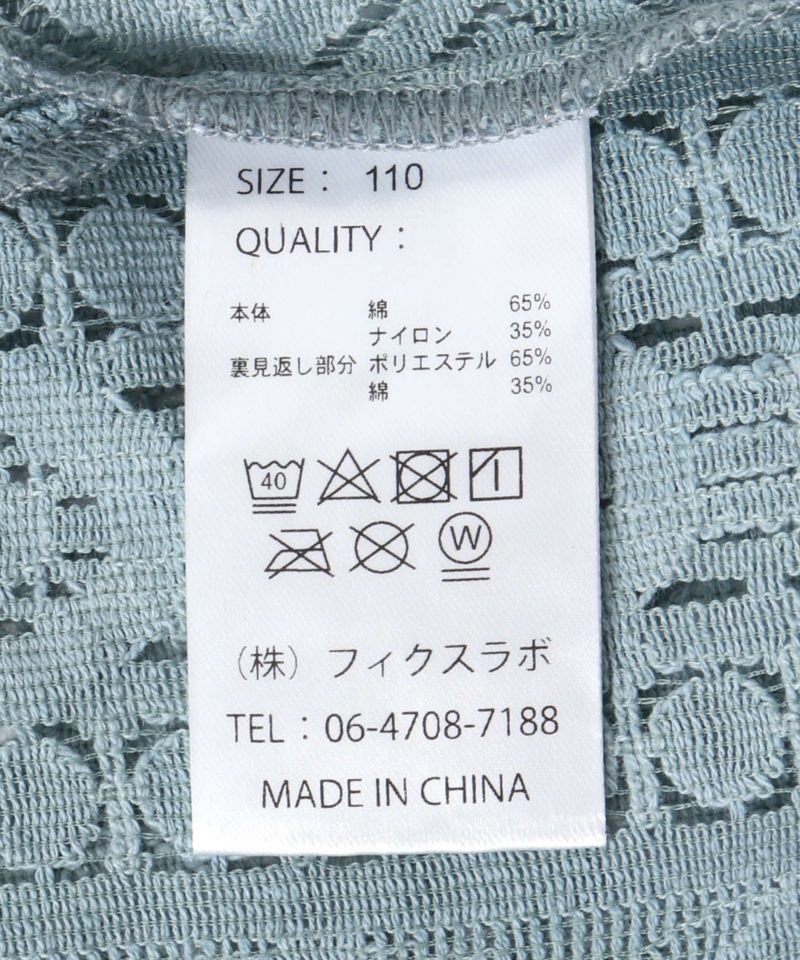 SIZE： 110
QUALITY：
本体 綿 65%
ナイロン 35%
裏見返し部分 ポリエステル 65%
綿 35%
40
W
（株）フィクスラボ
TEL：06-4708-7188
MADE IN CHINA